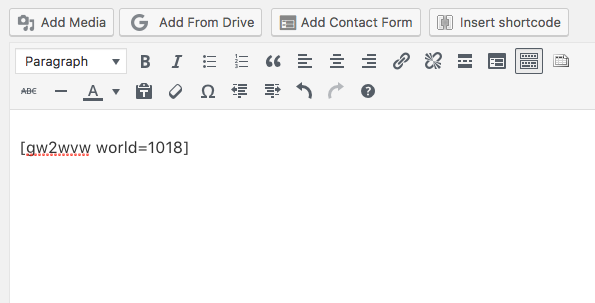 Add Media Add From Drive Add Contact Form Insert shortcode
Paragraph B I
ABC A
[gw2wvw world=1018]